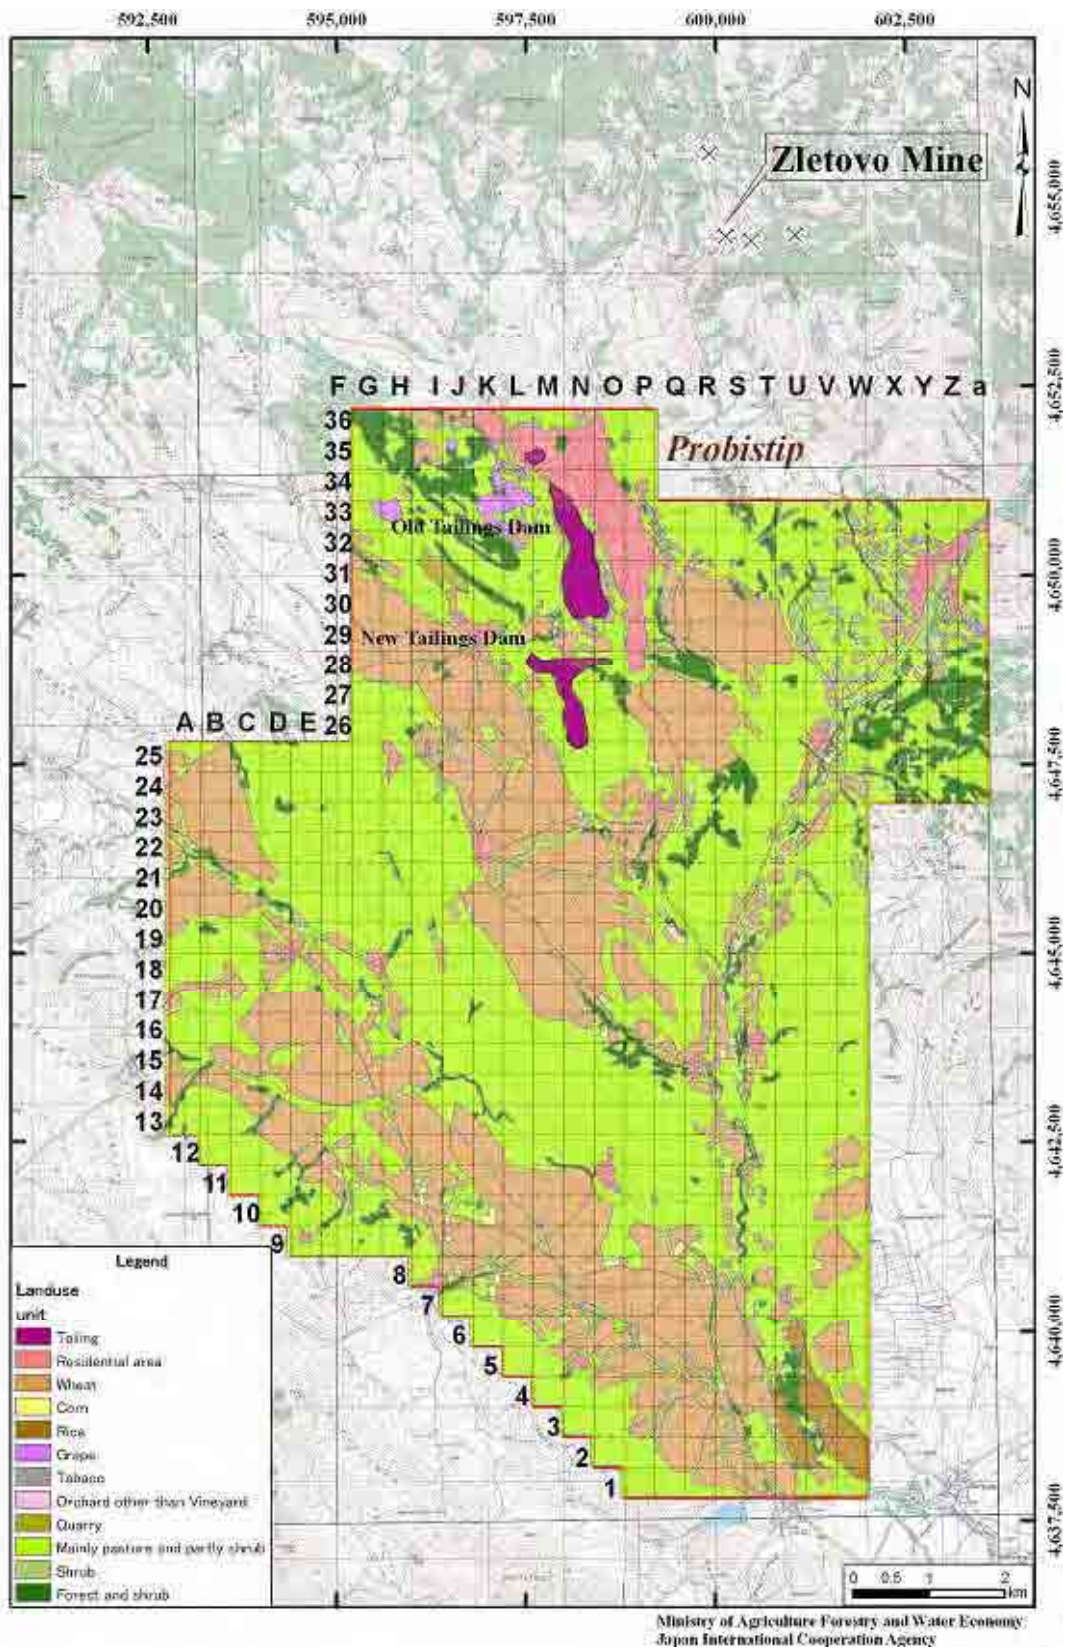 592,500 595,000 597,500 600,000 602,500
N
Zletovo Mine
4,655,000
4,652,500
F G H I J K L M N O P Q R S T U V W X Y Z a
36
Probistip
35
34
33
Old Tailings Dam
32
31
4,650,000
30
29
New Tailings Dam
28
27
A B C D E 26
25
4,647,500
24
23
22
21
20
19
4,645,000
18
17
16
15
14
13
4,642,500
12
11
10
9
8
7
4,640,000
6
5
4
3
2
1
4,637,500
Legend
Landuse
unit
Tailing
Residential area
Wheat
Corn
Rice
Grape
Tabaco
Orchard other than Vineyard
Quarry
Mainly pasture and partly shrub
Shrub
Forest and shrub
0 0.5 1 2
km
Ministry of Agriculture Forestry and Water Economy
Japan International Cooperation Agency